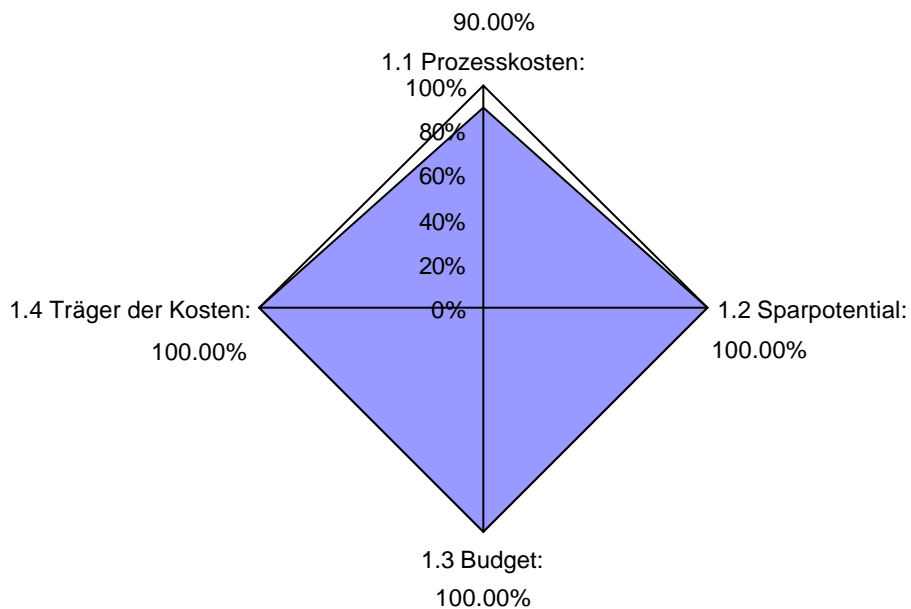 90.00%
1.1 Prozesskosten:
100%
80%
60%
40%
20%
0%
1.4 Träger der Kosten:
100.00%
1.2 Sparpotential:
100.00%
1.3 Budget:
100.00%